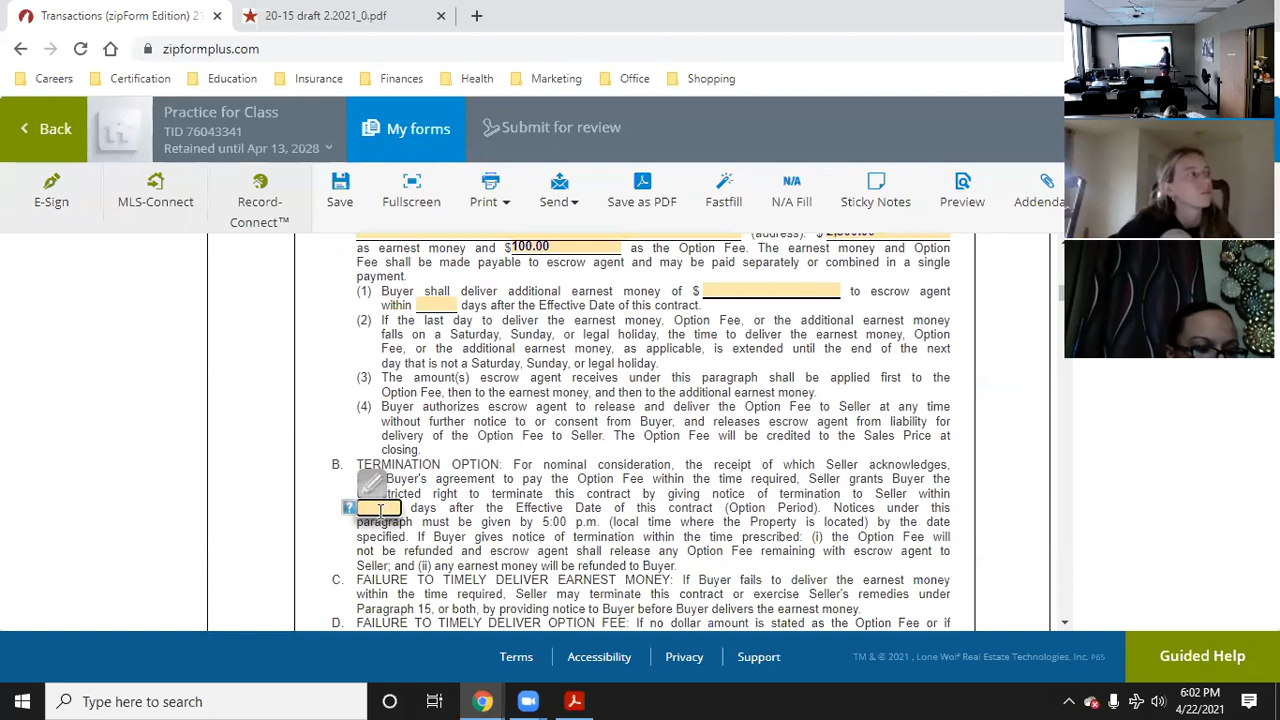 Transactions (zipForm Edition) 2
20-15 draft 2.2021_0.pdf
zipformplus.com
Careers
Certification
Education
Insurance
Finances
Health
Marketing
Office
Shopping
Back
Practice for Class
TID 76043341
Retained until Apr 13, 2028
My forms
Submit for review
E-Sign
MLS-Connect
Record-
Connect™
Save
Fullscreen
Print
Send
Save as PDF
Fastfill
N/A
N/A Fill
Sticky Notes
Preview
Addenda
(address). $
as earnest money and $100.00 as the Option Fee. The earnest money and Option
Fee shall be made payable to escrow agent and may be paid separately or combined in a single
payment.
(1) Buyer shall deliver additional earnest money of $ to escrow agent
within days after the Effective Date of this contract.
(2) If the last day to deliver the earnest money, Option Fee, or the additional earnest money
falls on a Saturday, Sunday, or legal holiday, the time to deliver the earnest money, Option
Fee, or the additional earnest money, as applicable, is extended until the end of the next
day that is not a Saturday, Sunday, or legal holiday.
(3) The amount(s) escrow agent receives under this paragraph shall be applied first to the
Option Fee, then to the earnest money, and then to the additional earnest money.
(4) Buyer authorizes escrow agent to release and deliver the Option Fee to Seller at any time
without further notice to or consent from Buyer, and releases escrow agent from liability for
delivery of the Option Fee to Seller. The Option Fee will be credited to the Sales Price at
closing.
B. TERMINATION OPTION: For nominal consideration, the receipt of which Seller acknowledges,
Buyer's agreement to pay the Option Fee within the time required, Seller grants Buyer the
tricted right to terminate this contract by giving notice of termination to Seller within
? days after the Effective Date of this contract (Option Period). Notices under this
paragraph must be given by 5:00 p.m. (local time where the Property is located) by the date
specified. If Buyer gives notice of termination within the time prescribed: (i) the Option Fee will
not be refunded and escrow agent shall release any Option Fee remaining with escrow agent to
Seller; and (ii) any earnest money will be refunded to Buyer.
C. FAILURE TO TIMELY DELIVER EARNEST MONEY: If Buyer fails to deliver the earnest money
within the time required, Seller may terminate this contract or exercise Seller's remedies under
Paragraph 15, or both, by providing notice to Buyer before Buyer delivers the earnest money.
D. FAILURE TO TIMELY DELIVER OPTION FEE: If no dollar amount is stated as the Option Fee or if
Terms
Accessibility
Privacy
Support
TM & © 2021 , Lone Wolf Real Estate Technologies, Inc. P65
Guided Help
Type here to search
6:02 PM
4/22/2021